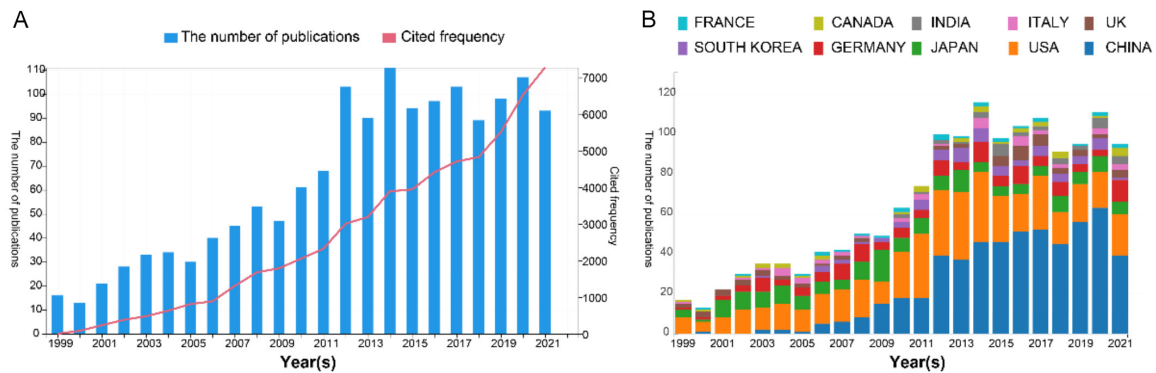 A
The number of publications
Cited frequency
110
100
90
80
70
60
50
40
30
20
10
0
The number of publications
7000
6000
5000
4000
3000
2000
1000
0
Cited frequency
1999 2001 2003 2005 2007 2009 2011 2013 2015 2017 2019 2021
Year(s)
B
FRANCE CANADA INDIA ITALY UK
SOUTH KOREA GERMANY JAPAN USA CHINA
120
100
80
60
40
20
0
The number of publications
1999 2001 2003 2005 2007 2009 2011 2013 2015 2017 2019 2021
Year(s)